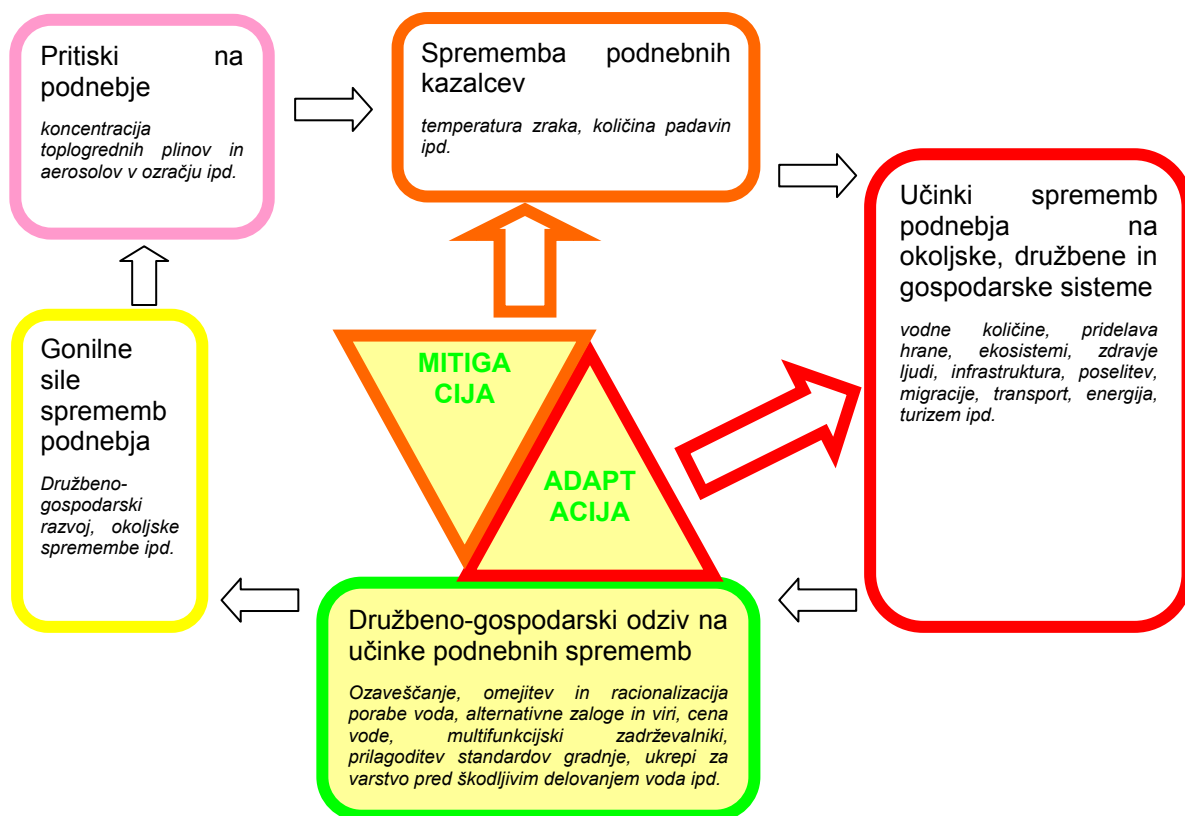 Pritiski na
podnebje
koncentracija
toplogrednih plinov in
aerosolov v ozračju ipd.
Sprememba podnebnih
kazalcev
temperatura zraka, količina padavin
ipd.
Učinki sprememb
podnebja na
okoljske, družbene in
gospodarske sisteme
vodne količine, pridelava
hrane, ekosistemi, zdravje
ljudi, infrastruktura, poselitev,
migracije, transport, energija,
turizem ipd.
Gonilne
sile
sprememb
podnebja
Družbeno-
gospodarski
razvoj, okoljske
spremembe ipd.
MITIGA
CIJA
ADAPT
ACIJA
Družbeno-gospodarski odziv na
učinke podnebnih sprememb
Ozaveščanje, omejitev in racionalizacija
porabe voda, alternativne zaloge in viri, cena
vode, multifunkcijski zadrževalniki,
prilagoditev standardov gradnje, ukrepi za
varstvo pred škodljivim delovanjem voda ipd.